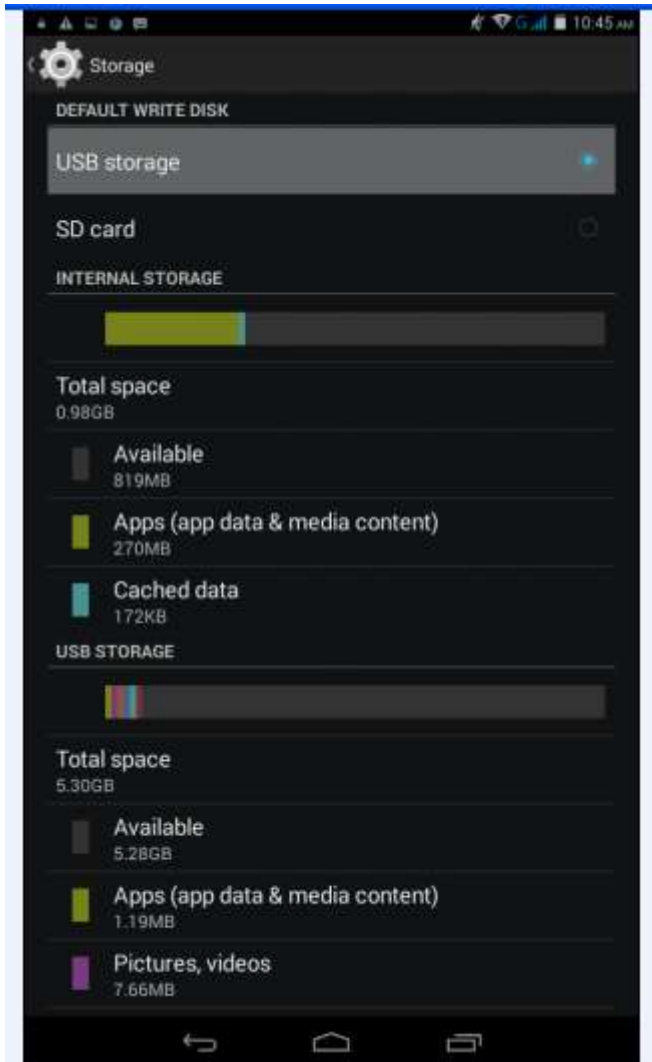 G 10:45 AM
Storage
DEFAULT WRITE DISK
USB storage
SD card
INTERNAL STORAGE
Total space
0.98GB
Available
819MB
Apps (app data & media content)
270MB
Cached data
172KB
USB STORAGE
Total space
5.30GB
Available
5.28GB
Apps (app data & media content)
1.19MB
Pictures, videos
7.66MB